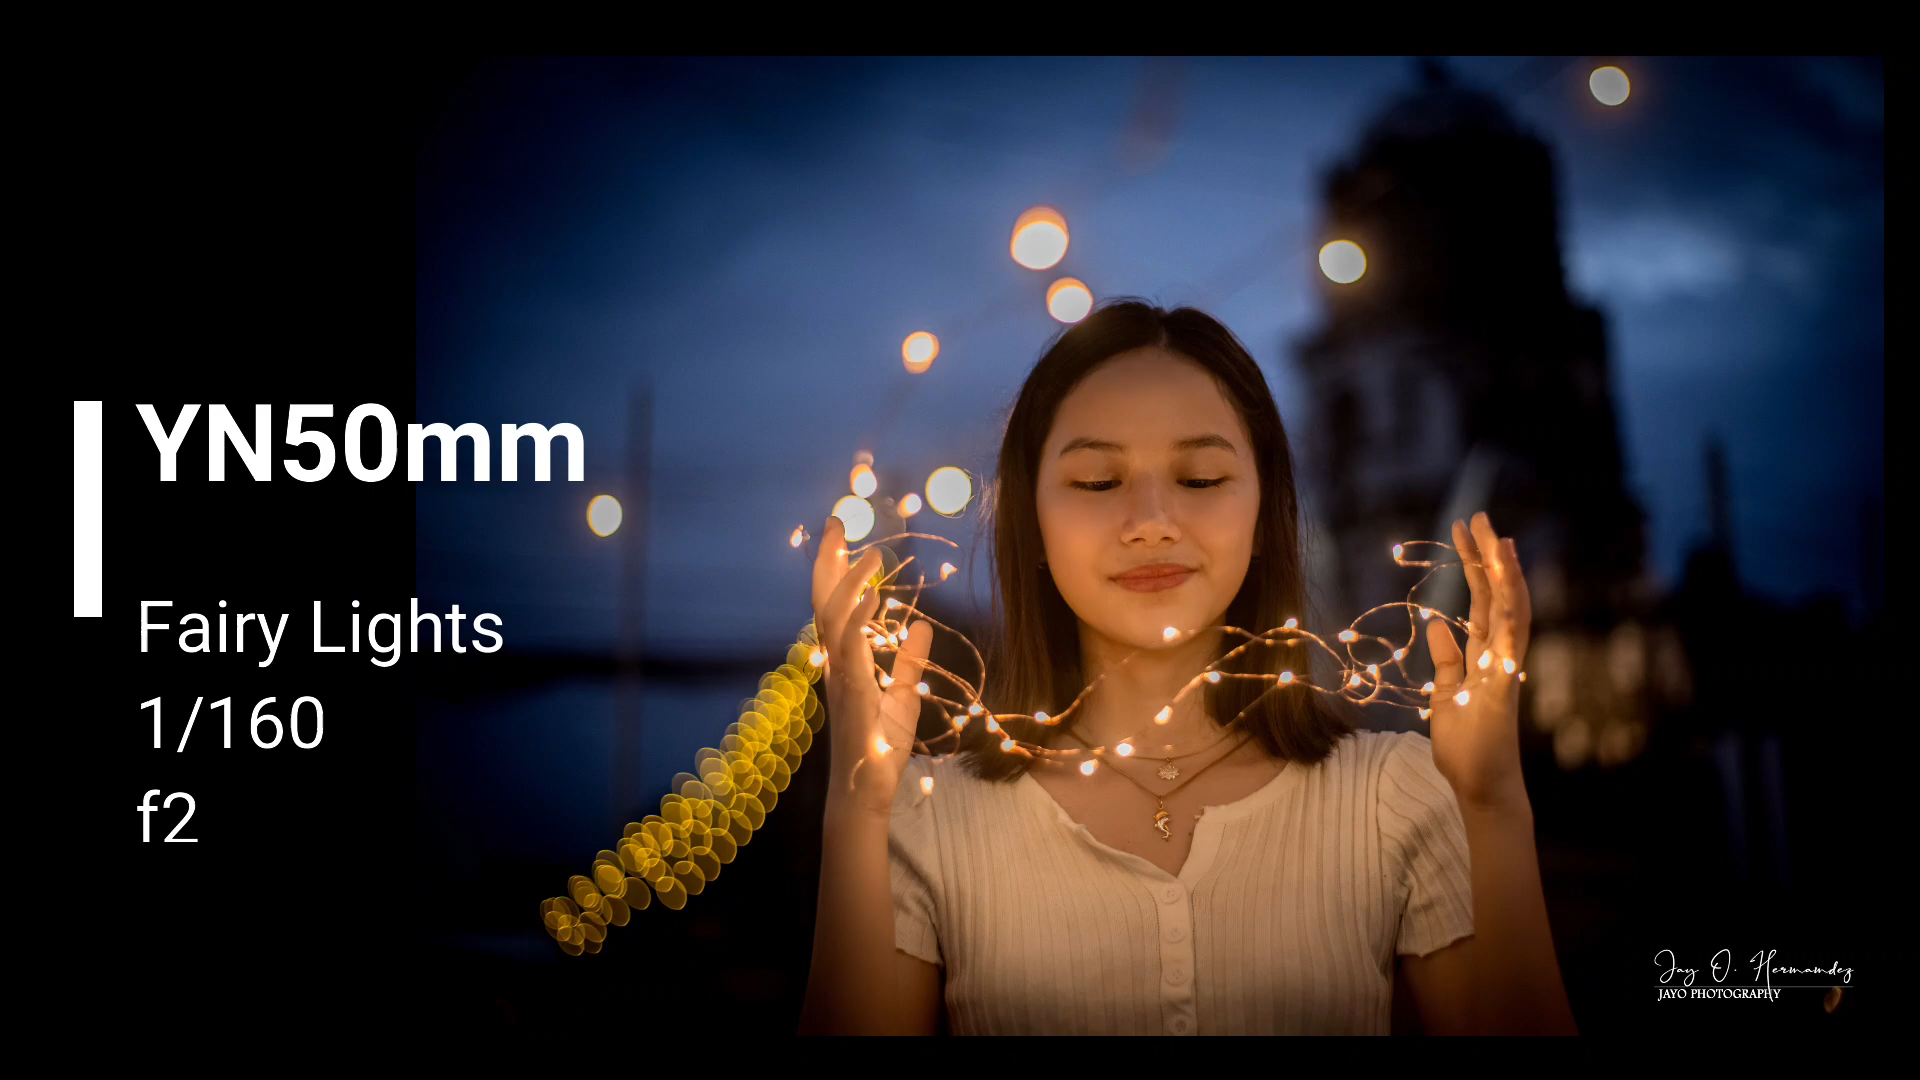 YN50mm
Fairy Lights
1/160
f2
Jay O. Hernandez
JAYO PHOTOGRAPHY